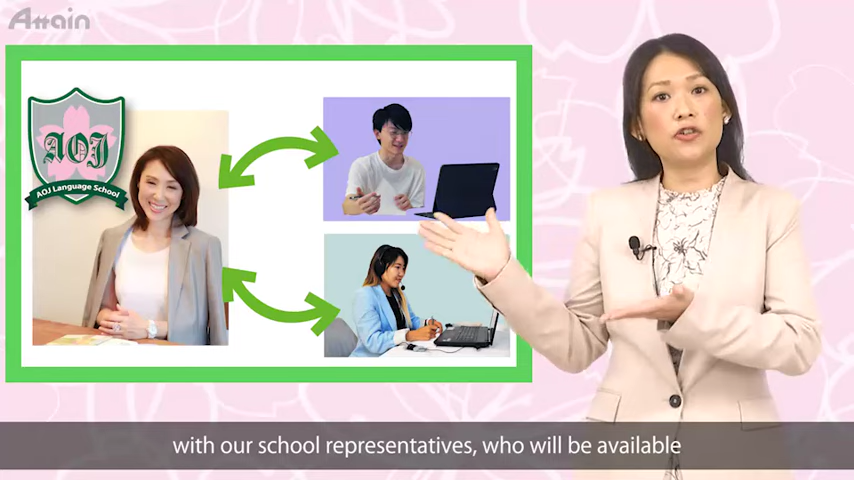 Attain
AOJ
AOJ Language School
with our school representatives, who will be available